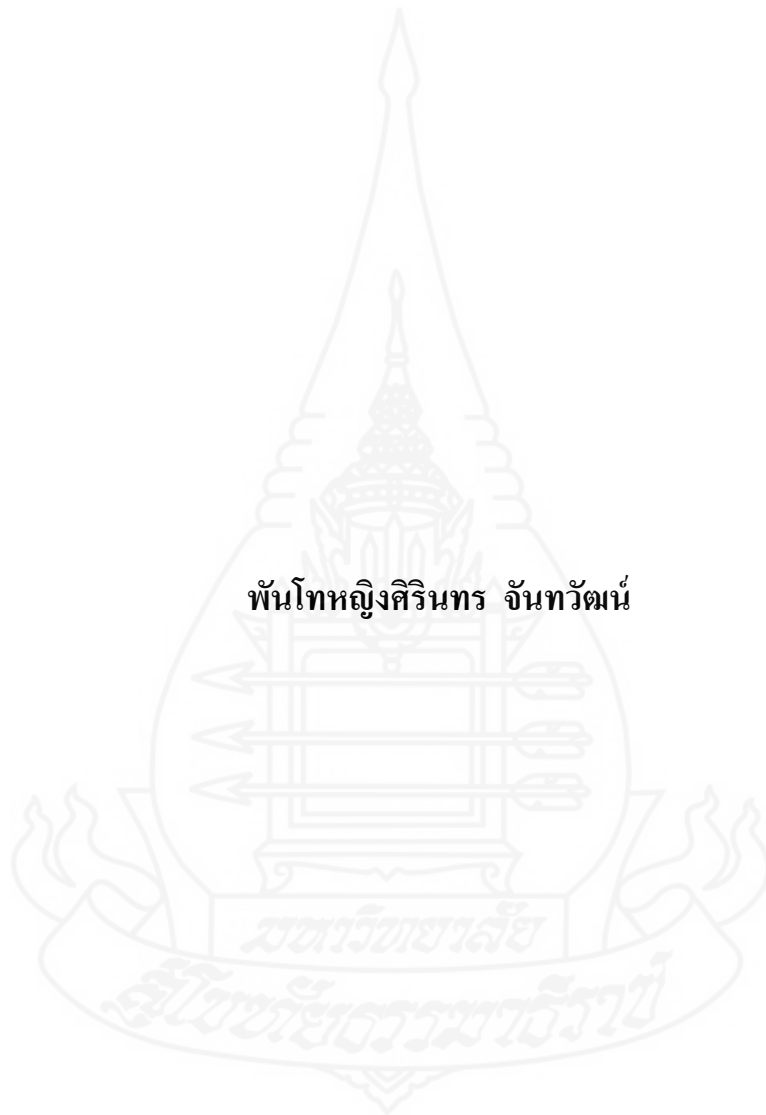 พันโทหญิงศิรินทร จันทวัฒน์
มหาวิทยาลัย
สุโขทัยธรรมาธิราช